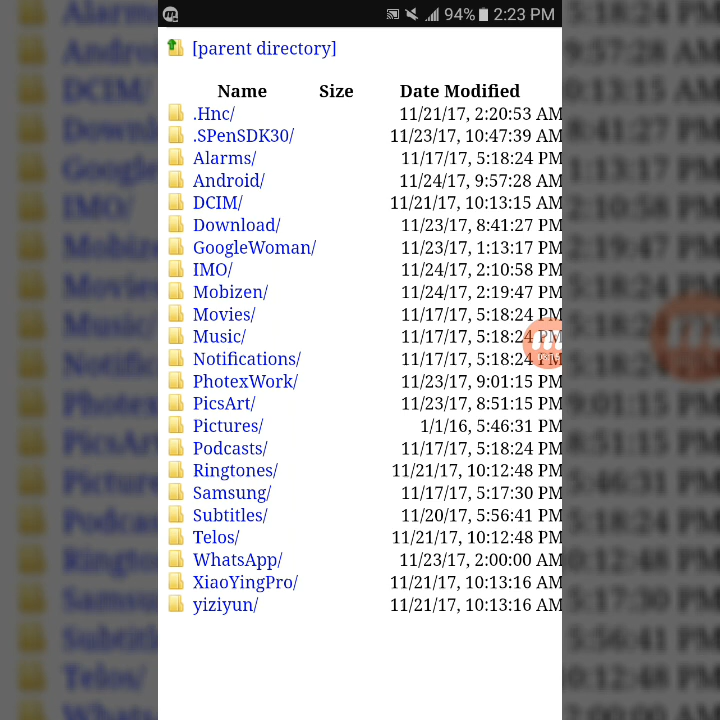 94% 2:23 PM
[parent directory]
Name Size Date Modified
.Hnc/ 11/21/17, 2:20:53 AM
.SPenSDK30/ 11/23/17, 10:47:39 AM
Alarms/ 11/17/17, 5:18:24 PM
Android/ 11/24/17, 9:57:28 AM
DCIM/ 11/21/17, 10:13:15 AM
Download/ 11/23/17, 8:41:27 PM
GoogleWoman/ 11/23/17, 1:13:17 PM
IMO/ 11/24/17, 2:10:58 PM
Mobizen/ 11/24/17, 2:19:47 PM
Movies/ 11/17/17, 5:18:24 PM
Music/ 11/17/17, 5:18:24 PM
Notifications/ 11/17/17, 5:18:24 PM
PhotexWork/ 11/23/17, 9:01:15 PM
PicsArt/ 11/23/17, 8:51:15 PM
Pictures/ 1/1/16, 5:46:31 PM
Podcasts/ 11/17/17, 5:18:24 PM
Ringtones/ 11/21/17, 10:12:48 PM
Samsung/ 11/17/17, 5:17:30 PM
Subtitles/ 11/20/17, 5:56:41 PM
Telos/ 11/21/17, 10:12:48 PM
WhatsApp/ 11/23/17, 2:00:00 AM
XiaoYingPro/ 11/21/17, 10:13:16 AM
yiziyun/ 11/21/17, 10:13:16 AM